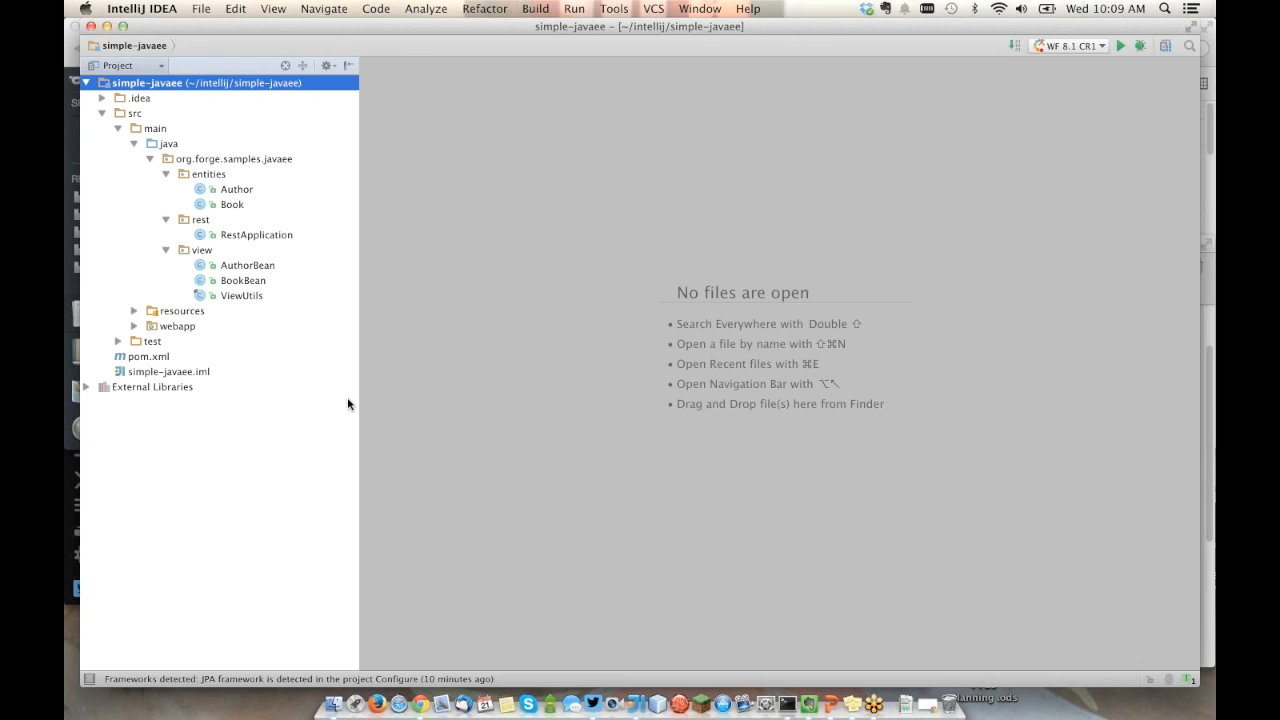 IntelliJ IDEA File Edit View Navigate Code Analyze Refactor Build Run Tools VCS Window Help Wed 10:09 AM
simple-javaee – [~/intellij/simple-javaee]
simple-javaee WF 8.1 CR1
Project
simple-javaee (~/intellij/simple-javaee)
.idea
src
main
java
org.forge.samples.javaee
entities
Author
Book
rest
RestApplication
view
AuthorBean
BookBean
ViewUtils
resources
webapp
test
pom.xml
simple-javaee.iml
External Libraries
No files are open
• Search Everywhere with Double ⇧
• Open a file by name with ⇧⌘N
• Open Recent files with ⌘E
• Open Navigation Bar with ⌥↖
• Drag and Drop file(s) here from Finder
Frameworks detected: JPA framework is detected in the project Configure (10 minutes ago)
lanning .ods